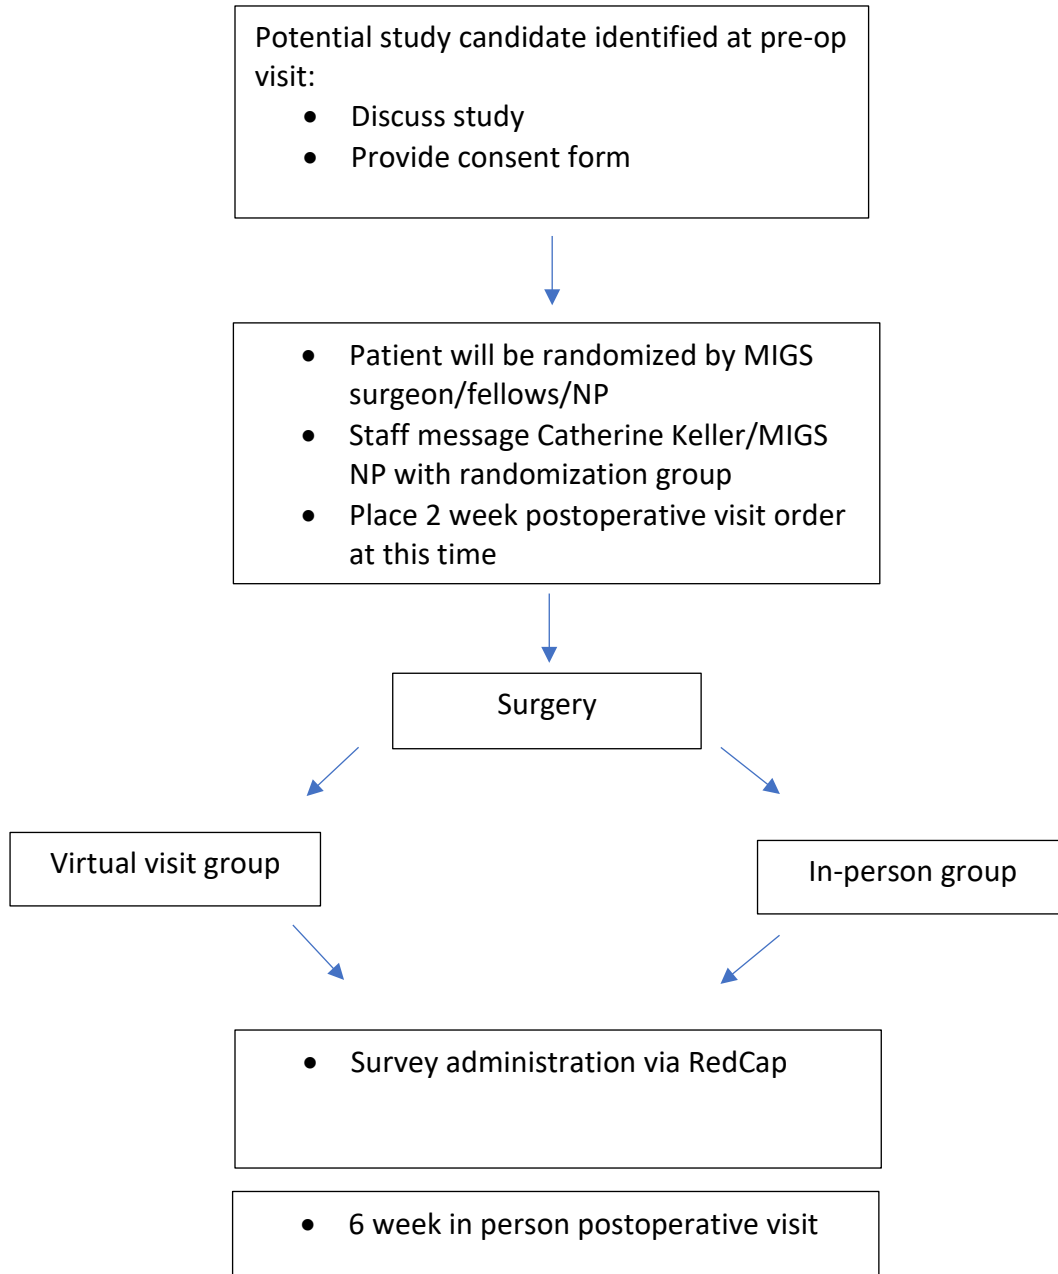 Potential study candidate identified at pre-op
visit:
• Discuss study
• Provide consent form
• Patient will be randomized by MIGS
surgeon/fellows/NP
• Staff message Catherine Keller/MIGS
NP with randomization group
• Place 2 week postoperative visit order
at this time
Surgery
Virtual visit group
In-person group
• Survey administration via RedCap
• 6 week in person postoperative visit